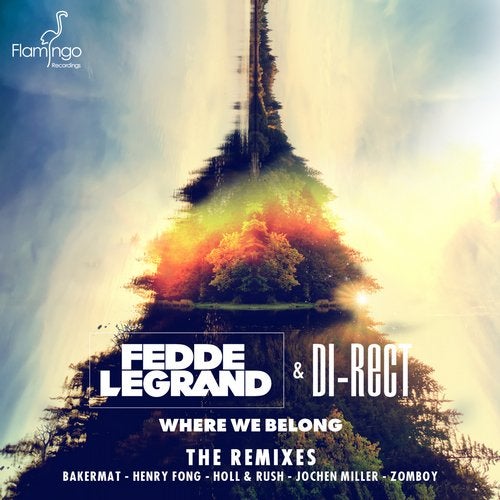 Flamingo
Recordings
FEDDE
LEGRAND
& DI-RECT
WHERE WE BELONG
THE REMIXES
BAKERMAT - HENRY FONG - HOLL & RUSH - JOCHEN MILLER - ZOMBOY